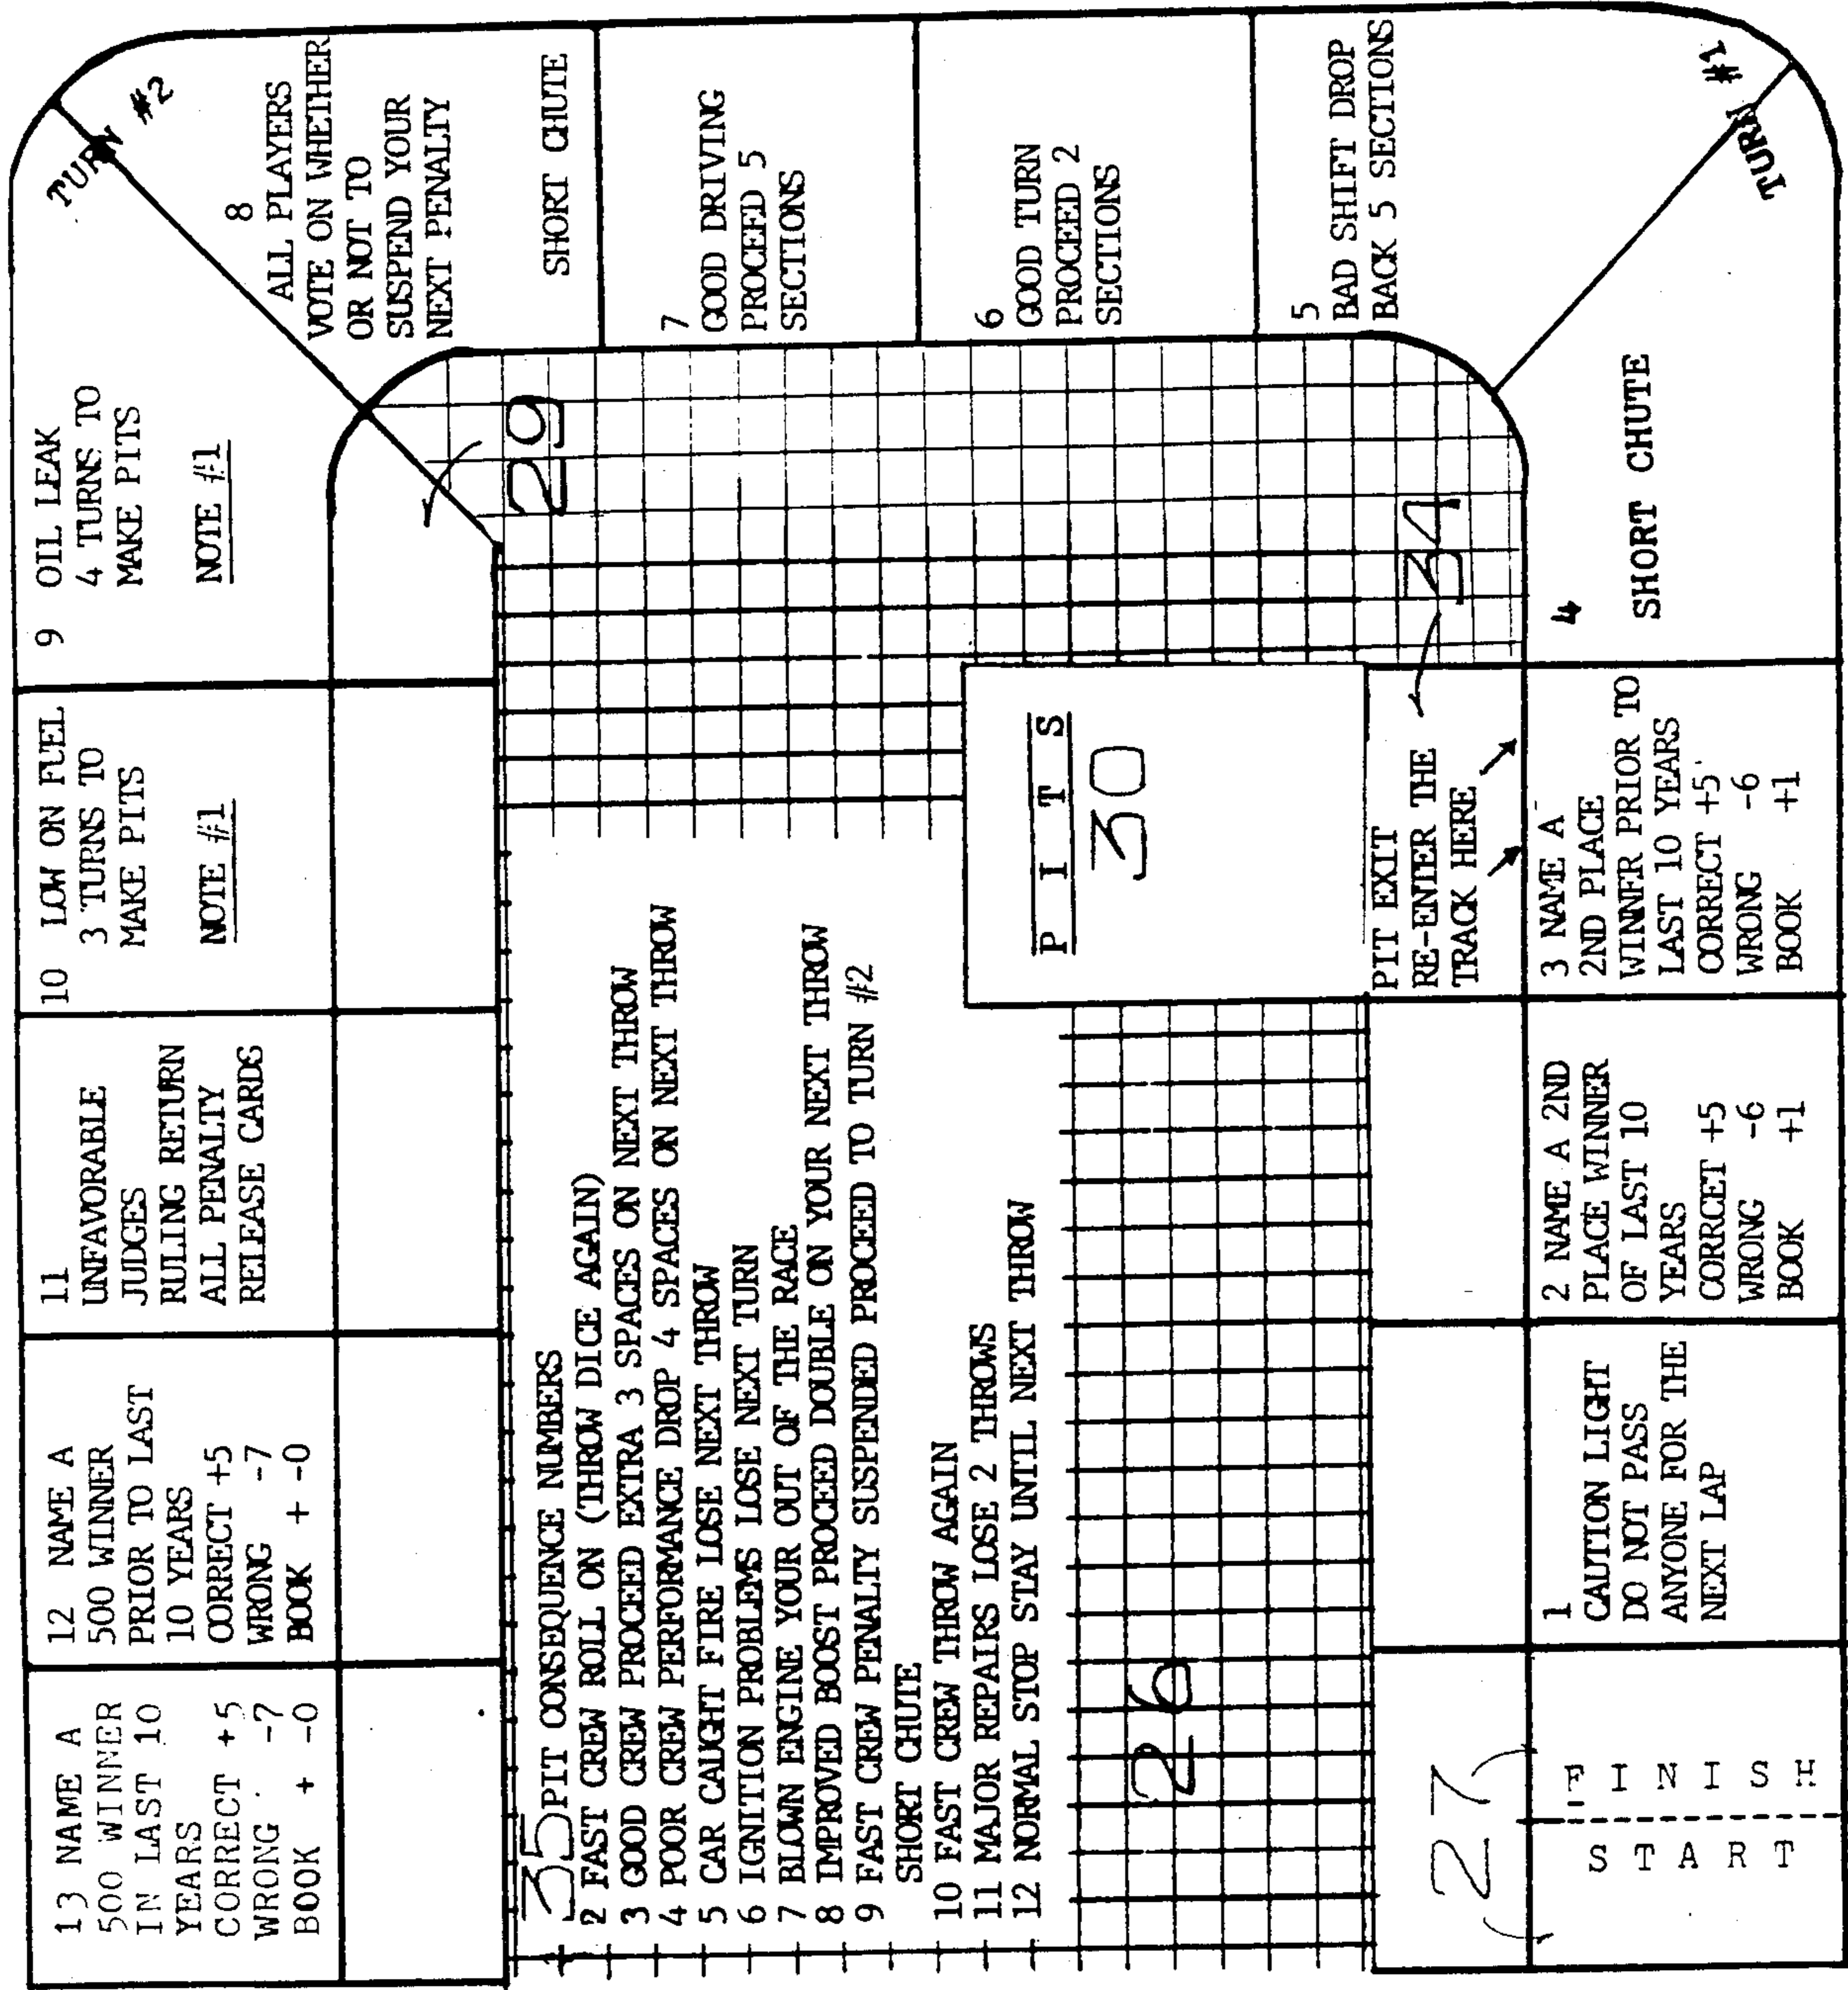 13 NAME A
500 WINNER
IN LAST 10
YEARS
CORRECT +5
WRONG -7
BOOK + -0
12 NAME A
500 WINNER
PRIOR TO LAST
10 YEARS
CORRECT +5
WRONG -7
BOOK + -0
11
UNFAVORABLE
JUDGES
RULING RETURN
ALL PENALTY
RELEASE CARDS
10 LOW ON FUEL
3 TURNS TO
MAKE PITS
NOTE #1
9 OIL LEAK
4 TURNS TO
MAKE PITS
NOTE #1
TURN #2
8
ALL PLAYERS
VOTE ON WHETHER
OR NOT TO
SUSPEND YOUR
NEXT PENALTY
SHORT CHUTE
7
GOOD DRIVING
PROCEED 5
SECTIONS
6
GOOD TURN
PROCEED 2
SECTIONS
5
BAD SHIFT DROP
BACK 5 SECTIONS
TURN #1
29
35 PIT CONSEQUENCE NUMBERS
2 FAST CREW ROLL ON (THROW DICE AGAIN)
3 GOOD CREW PROCEED EXTRA 3 SPACES ON NEXT THROW
4 POOR CREW PERFORMANCE DROP 4 SPACES ON NEXT THROW
5 CAR CAUGHT FIRE LOSE NEXT THROW
6 IGNITION PROBLEMS LOSE NEXT TURN
7 BLOWN ENGINE YOUR OUT OF THE RACE
8 IMPROVED BOOST PROCEED DOUBLE ON YOUR NEXT THROW
9 FAST CREW PENALTY SUSPENDED PROCEED TO TURN #2
SHORT CHUTE
10 FAST CREW THROW AGAIN
11 MAJOR REPAIRS LOSE 2 THROWS
12 NORMAL STOP STAY UNTIL NEXT THROW
PITS
30
26
PIT EXIT
RE-ENTER THE
TRACK HERE
34
27
START
FINISH
1
CAUTION LIGHT
DO NOT PASS
ANYONE FOR THE
NEXT LAP
2 NAME A 2ND
PLACE WINNER
OF LAST 10
YEARS
CORRCET +5
WRONG -6
BOOK +1
3 NAME A
2ND PLACE
WINNER PRIOR TO
LAST 10 YEARS
CORRECT +5
WRONG -6
BOOK +1
4
SHORT CHUTE